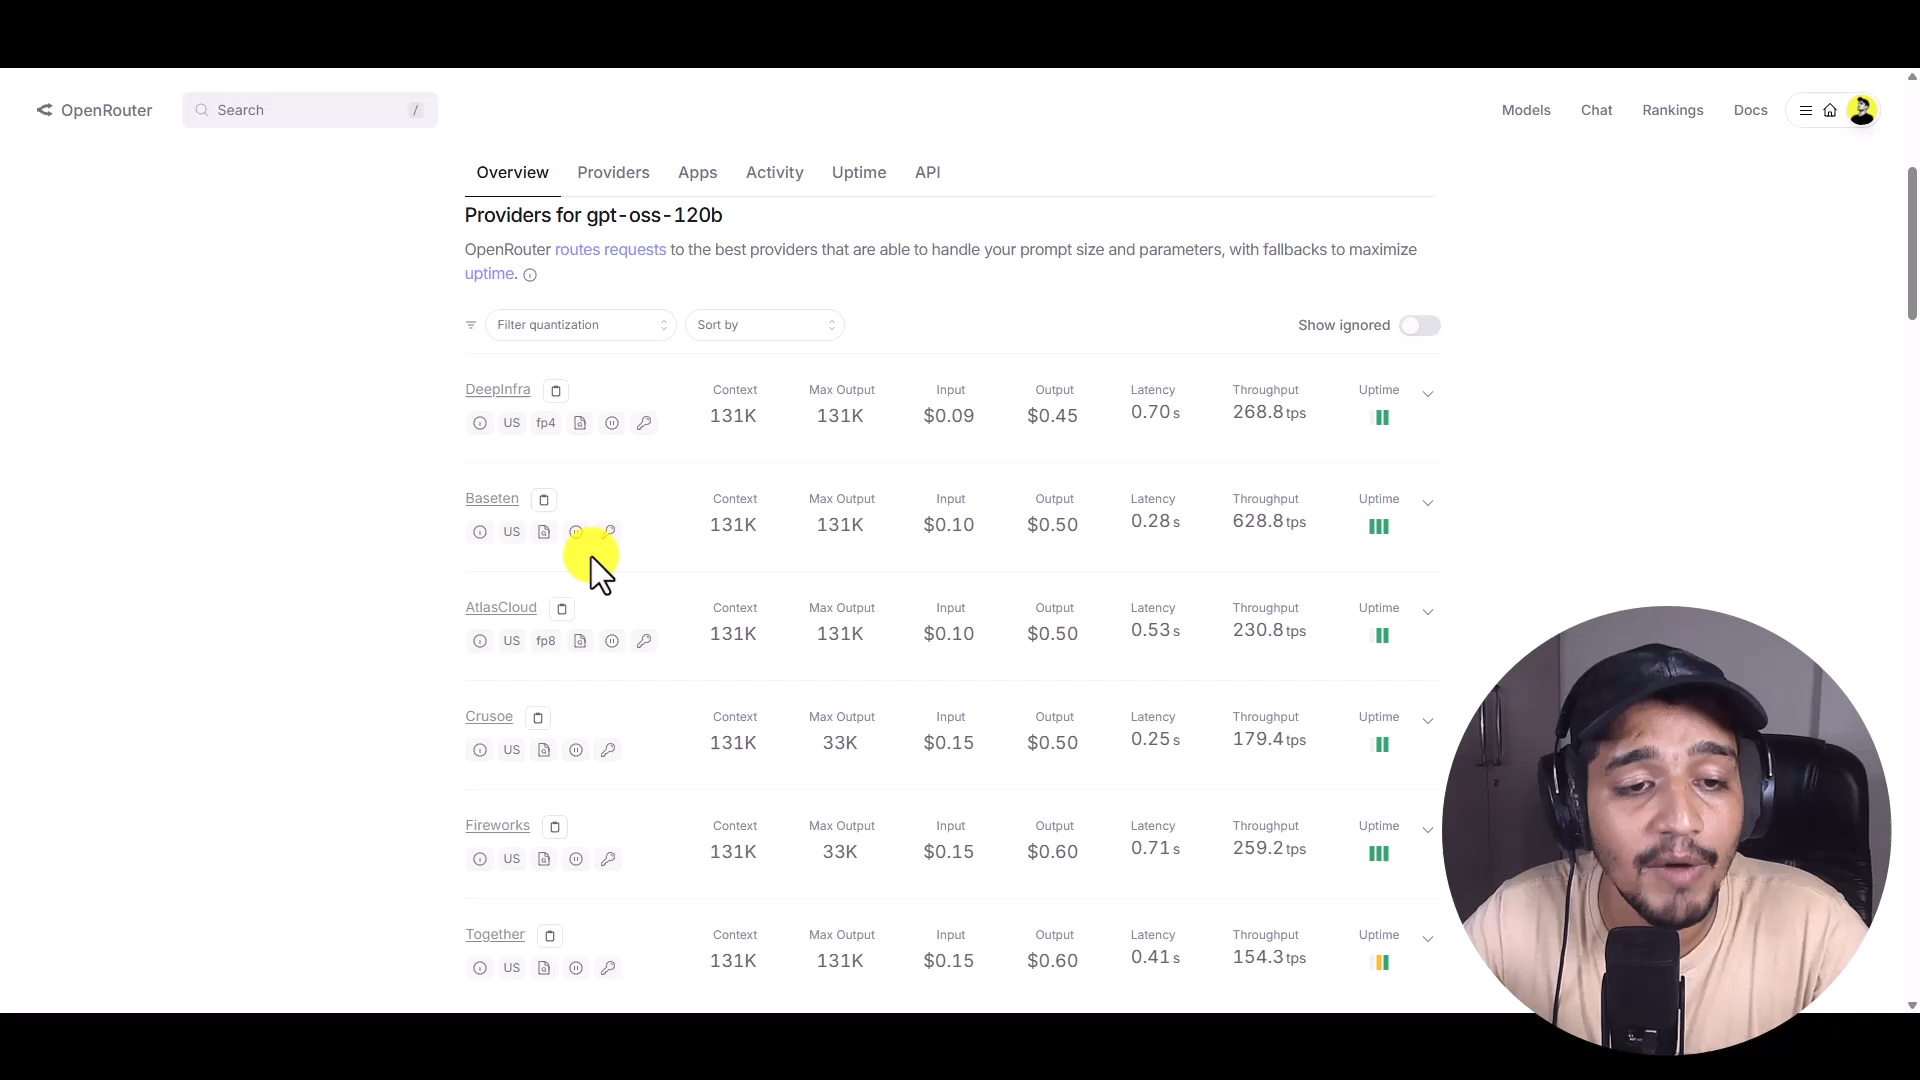 OpenRouter
Search
/
Models
Chat
Rankings
Docs
Overview
Providers
Apps
Activity
Uptime
API
Providers for gpt-oss-120b
OpenRouter routes requests to the best providers that are able to handle your prompt size and parameters, with fallbacks to maximize
uptime.
Filter quantization
Sort by
Show ignored
DeepInfra
US fp4
Context Max Output Input Output Latency Throughput Uptime
131K 131K $0.09 $0.45 0.70s 268.8tps
Baseten
US
Context Max Output Input Output Latency Throughput Uptime
131K 131K $0.10 $0.50 0.28s 628.8tps
AtlasCloud
US fp8
Context Max Output Input Output Latency Throughput Uptime
131K 131K $0.10 $0.50 0.53s 230.8tps
Crusoe
US
Context Max Output Input Output Latency Throughput Uptime
131K 33K $0.15 $0.50 0.25s 179.4tps
Fireworks
US
Context Max Output Input Output Latency Throughput Uptime
131K 33K $0.15 $0.60 0.71s 259.2tps
Together
US
Context Max Output Input Output Latency Throughput Uptime
131K 131K $0.15 $0.60 0.41s 154.3tps